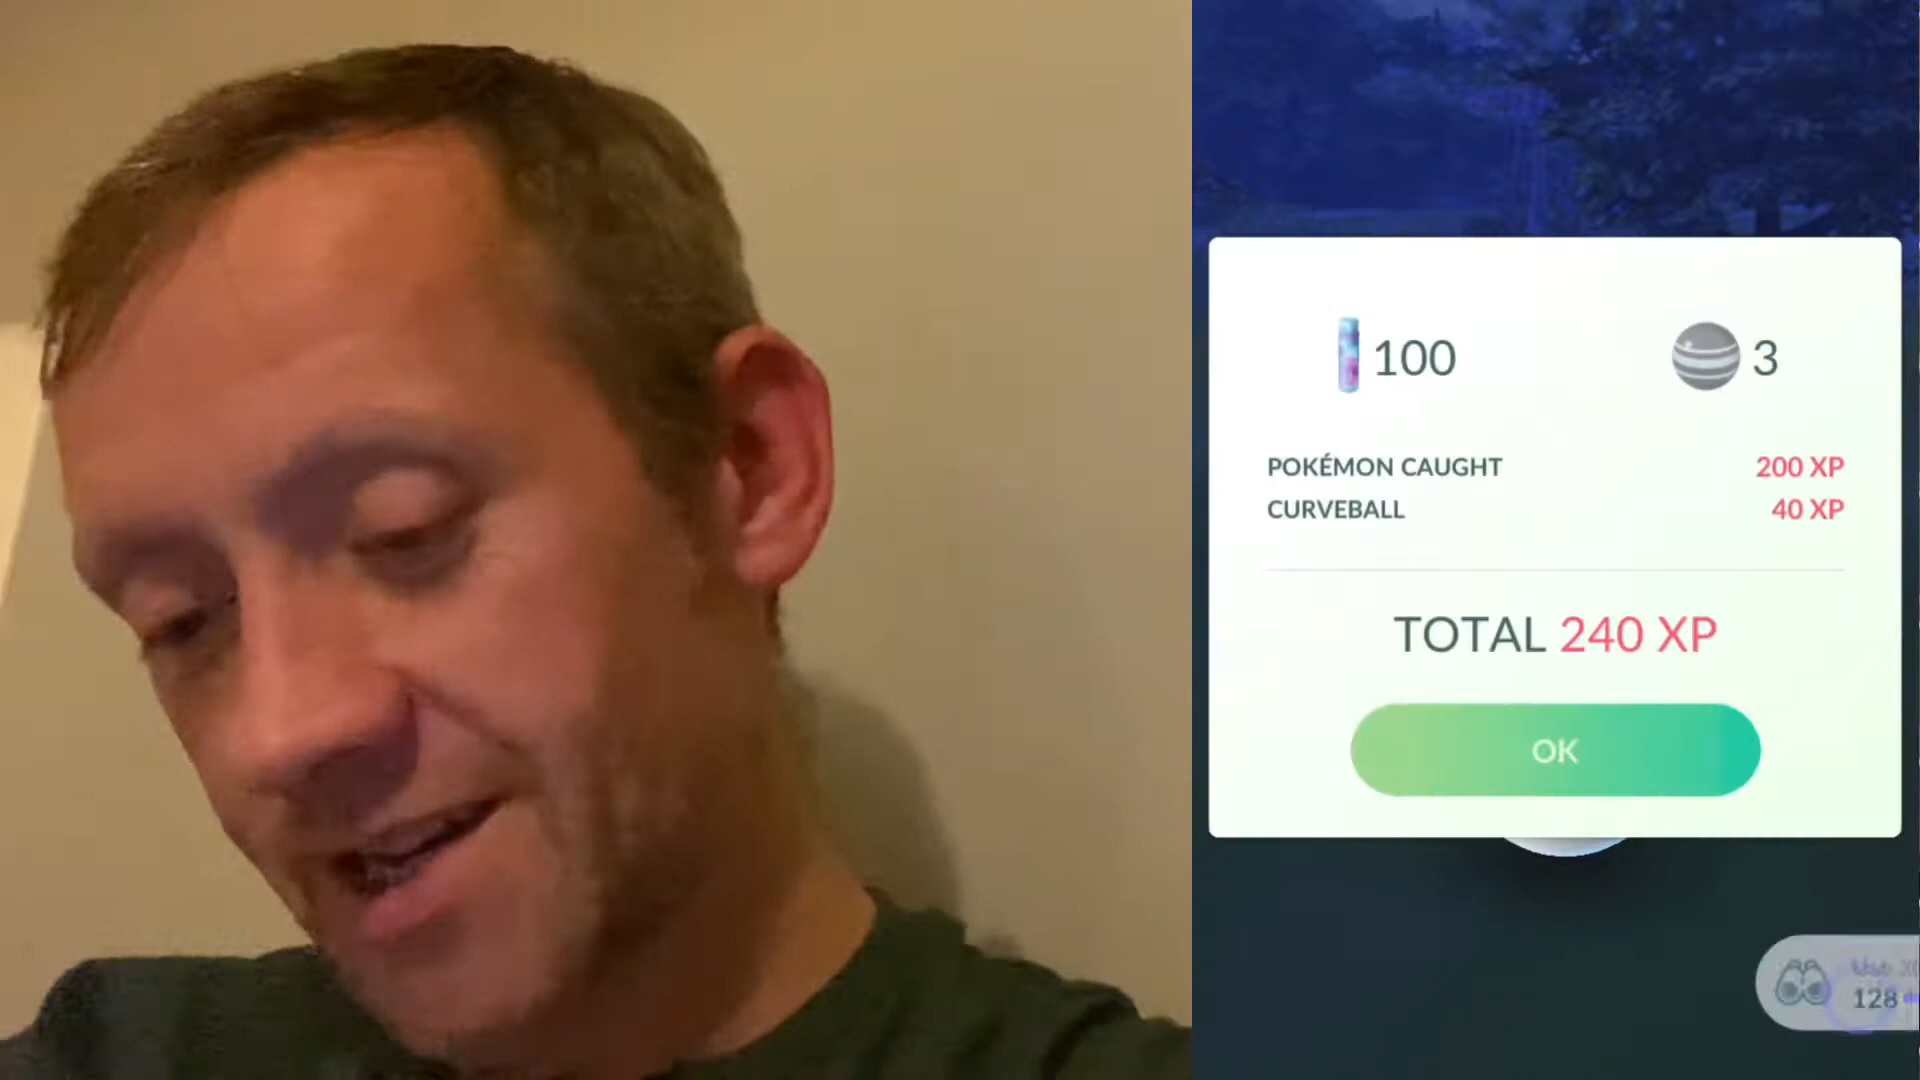 100
3
POKÉMON CAUGHT 200 XP
CURVEBALL 40 XP
TOTAL 240 XP
OK
128